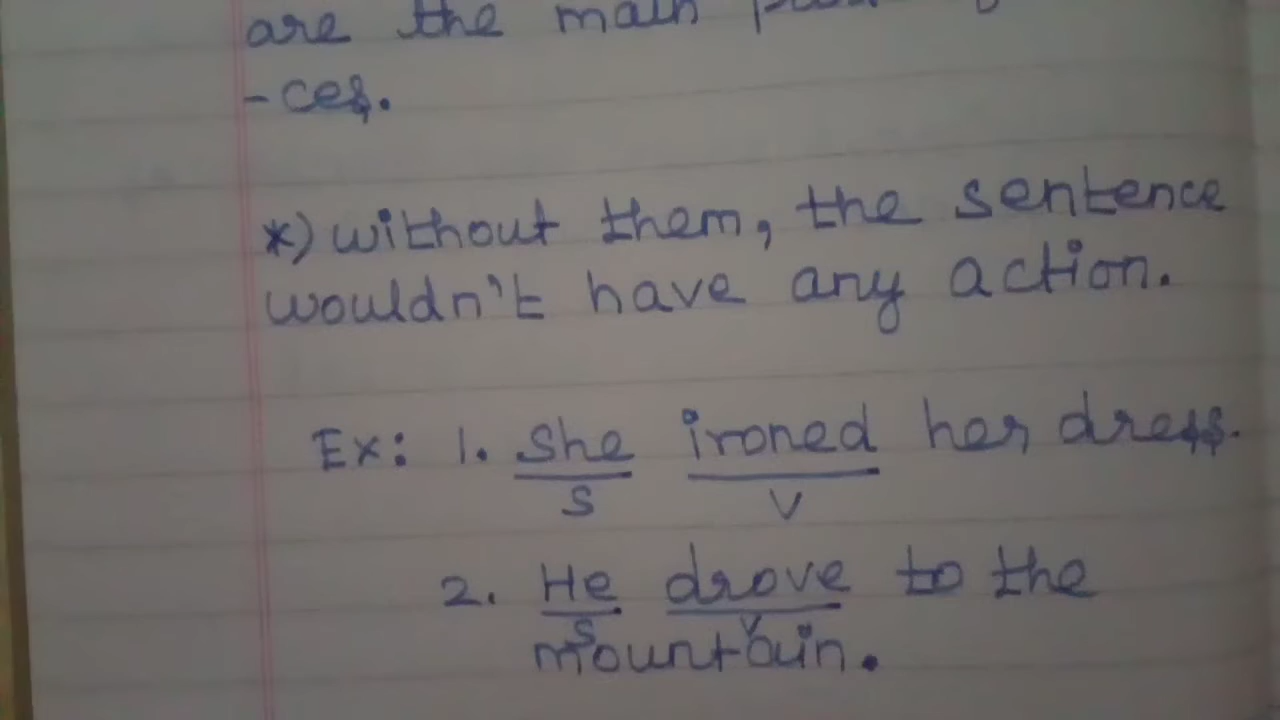 are the main
-ces.
*) without them, the sentence
wouldn't have any action.
Ex: 1. She ironed her dress.
S V
2. He drove to the
S V
mountain.